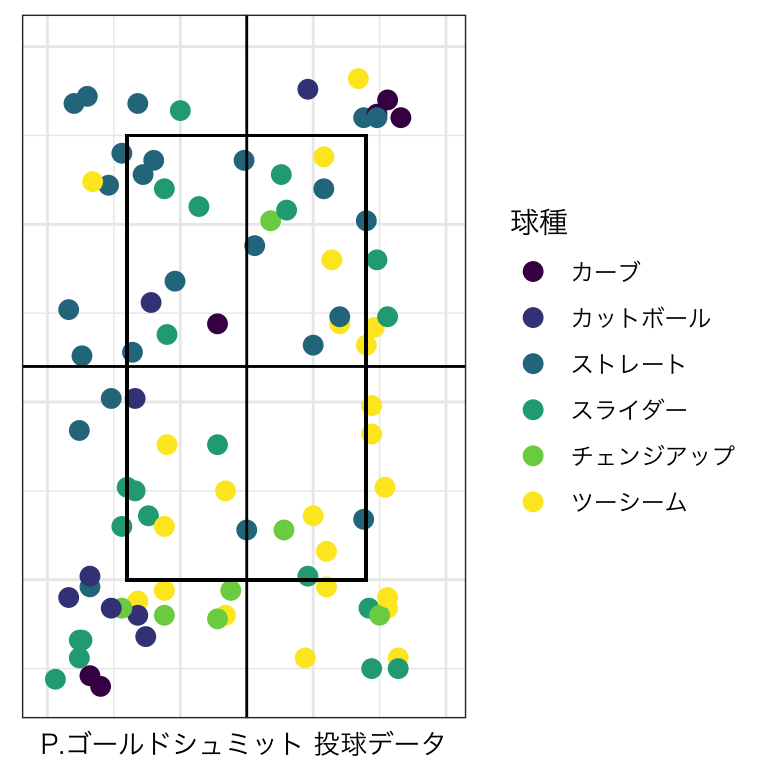 球種
カーブ
カットボール
ストレート
スライダー
チェンジアップ
ツーシーム
P.ゴールドシュミット 投球データ